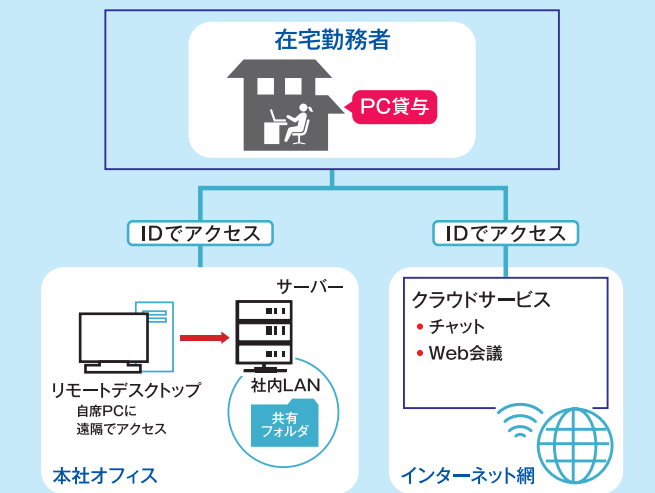 在宅勤務者
PC貸与
IDでアクセス
IDでアクセス
サーバー
リモートデスクトップ
自席PCに
遠隔でアクセス
社内LAN
共有
フォルダ
本社オフィス
クラウドサービス
• チャット
• Web会議
インターネット網